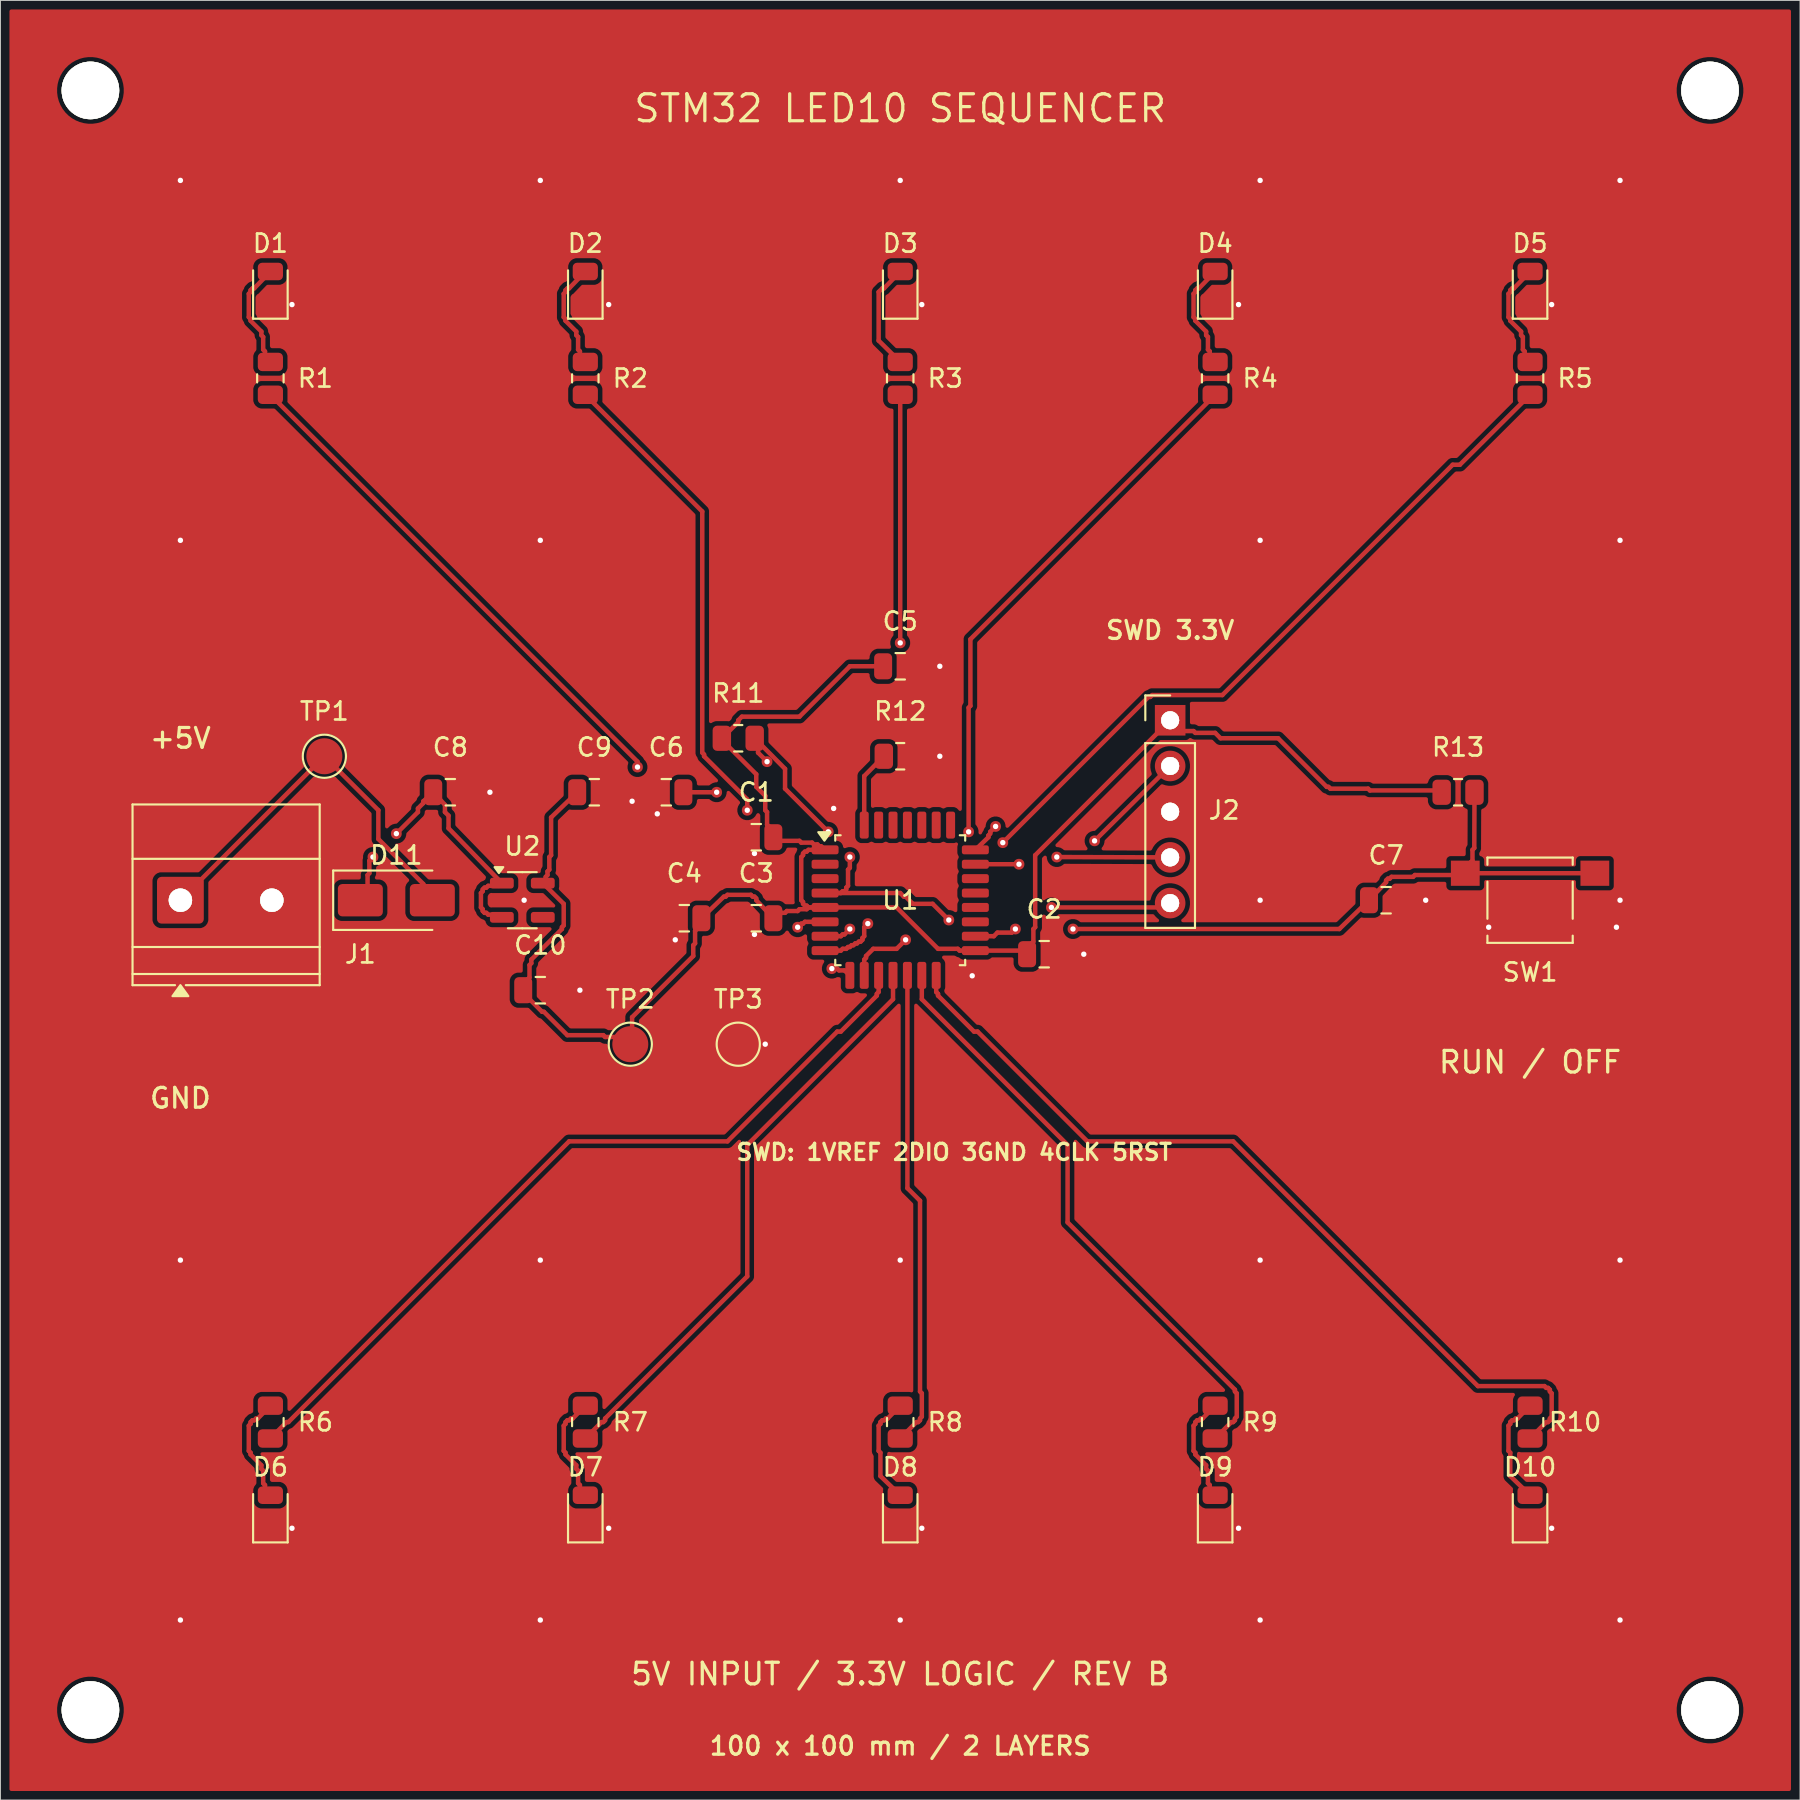 STM32 LED10 SEQUENCER
D1
D2
D3
D4
D5
R1
R2
R3
R4
R5
C5
SWD 3.3V
R11
R12
TP1
+5V
C8
C9
C6
R13
C1
J2
U2
D11
C7
C4
C3
U1
C2
C10
J1
SW1
TP2
TP3
RUN / OFF
GND
SWD: 1VREF 2DIO 3GND 4CLK 5RST
R6
R7
R8
R9
R10
D6
D7
D8
D9
D10
5V INPUT / 3.3V LOGIC / REV B
100 x 100 mm / 2 LAYERS